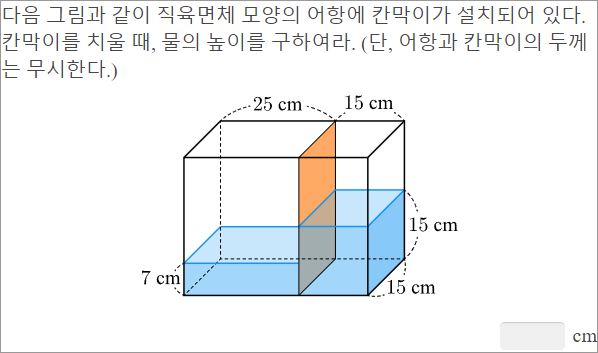 다음 그림과 같이 직육면체 모양의 어항에 칸막이가 설치되어 있다.
칸막이를 치울 때, 물의 높이를 구하여라. (단, 어항과 칸막이의 두께
는 무시한다.)
25 cm
15 cm
15 cm
7 cm
15 cm
cm